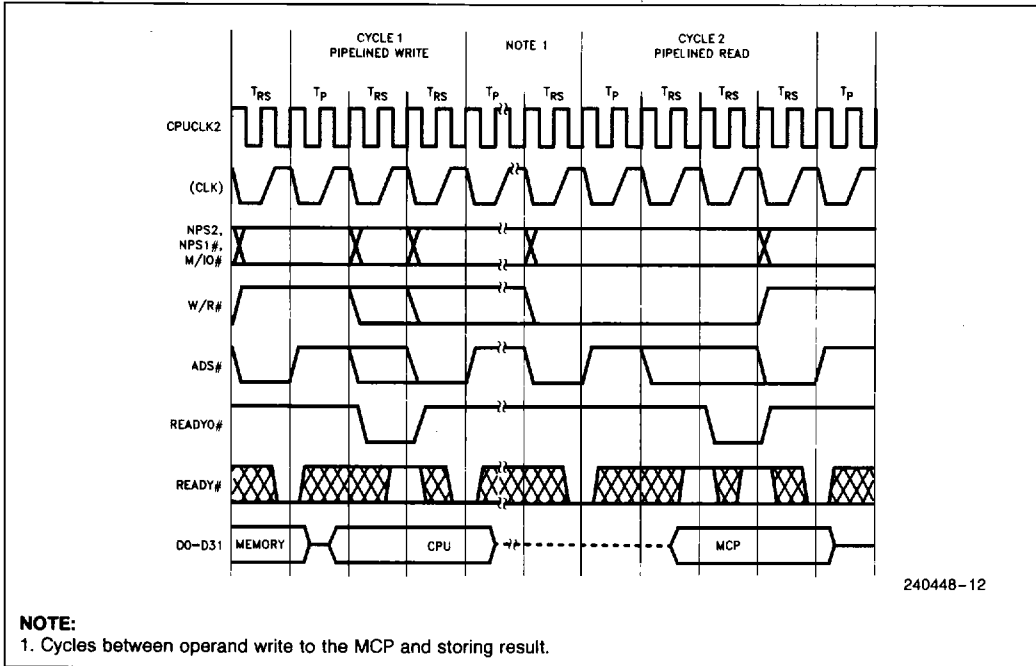 CYCLE 1
PIPELINED WRITE
NOTE 1
CYCLE 2
PIPELINED READ
TRS TP TRS TRS TP TRS TP TRS TRS TRS TP
CPUCLK2
(CLK)
NPS2,
NPS1#,
M/IO#
W/R#
ADS#
READYO#
READY#
D0-D31 MEMORY CPU MCP
240448-12
NOTE:
1. Cycles between operand write to the MCP and storing result.